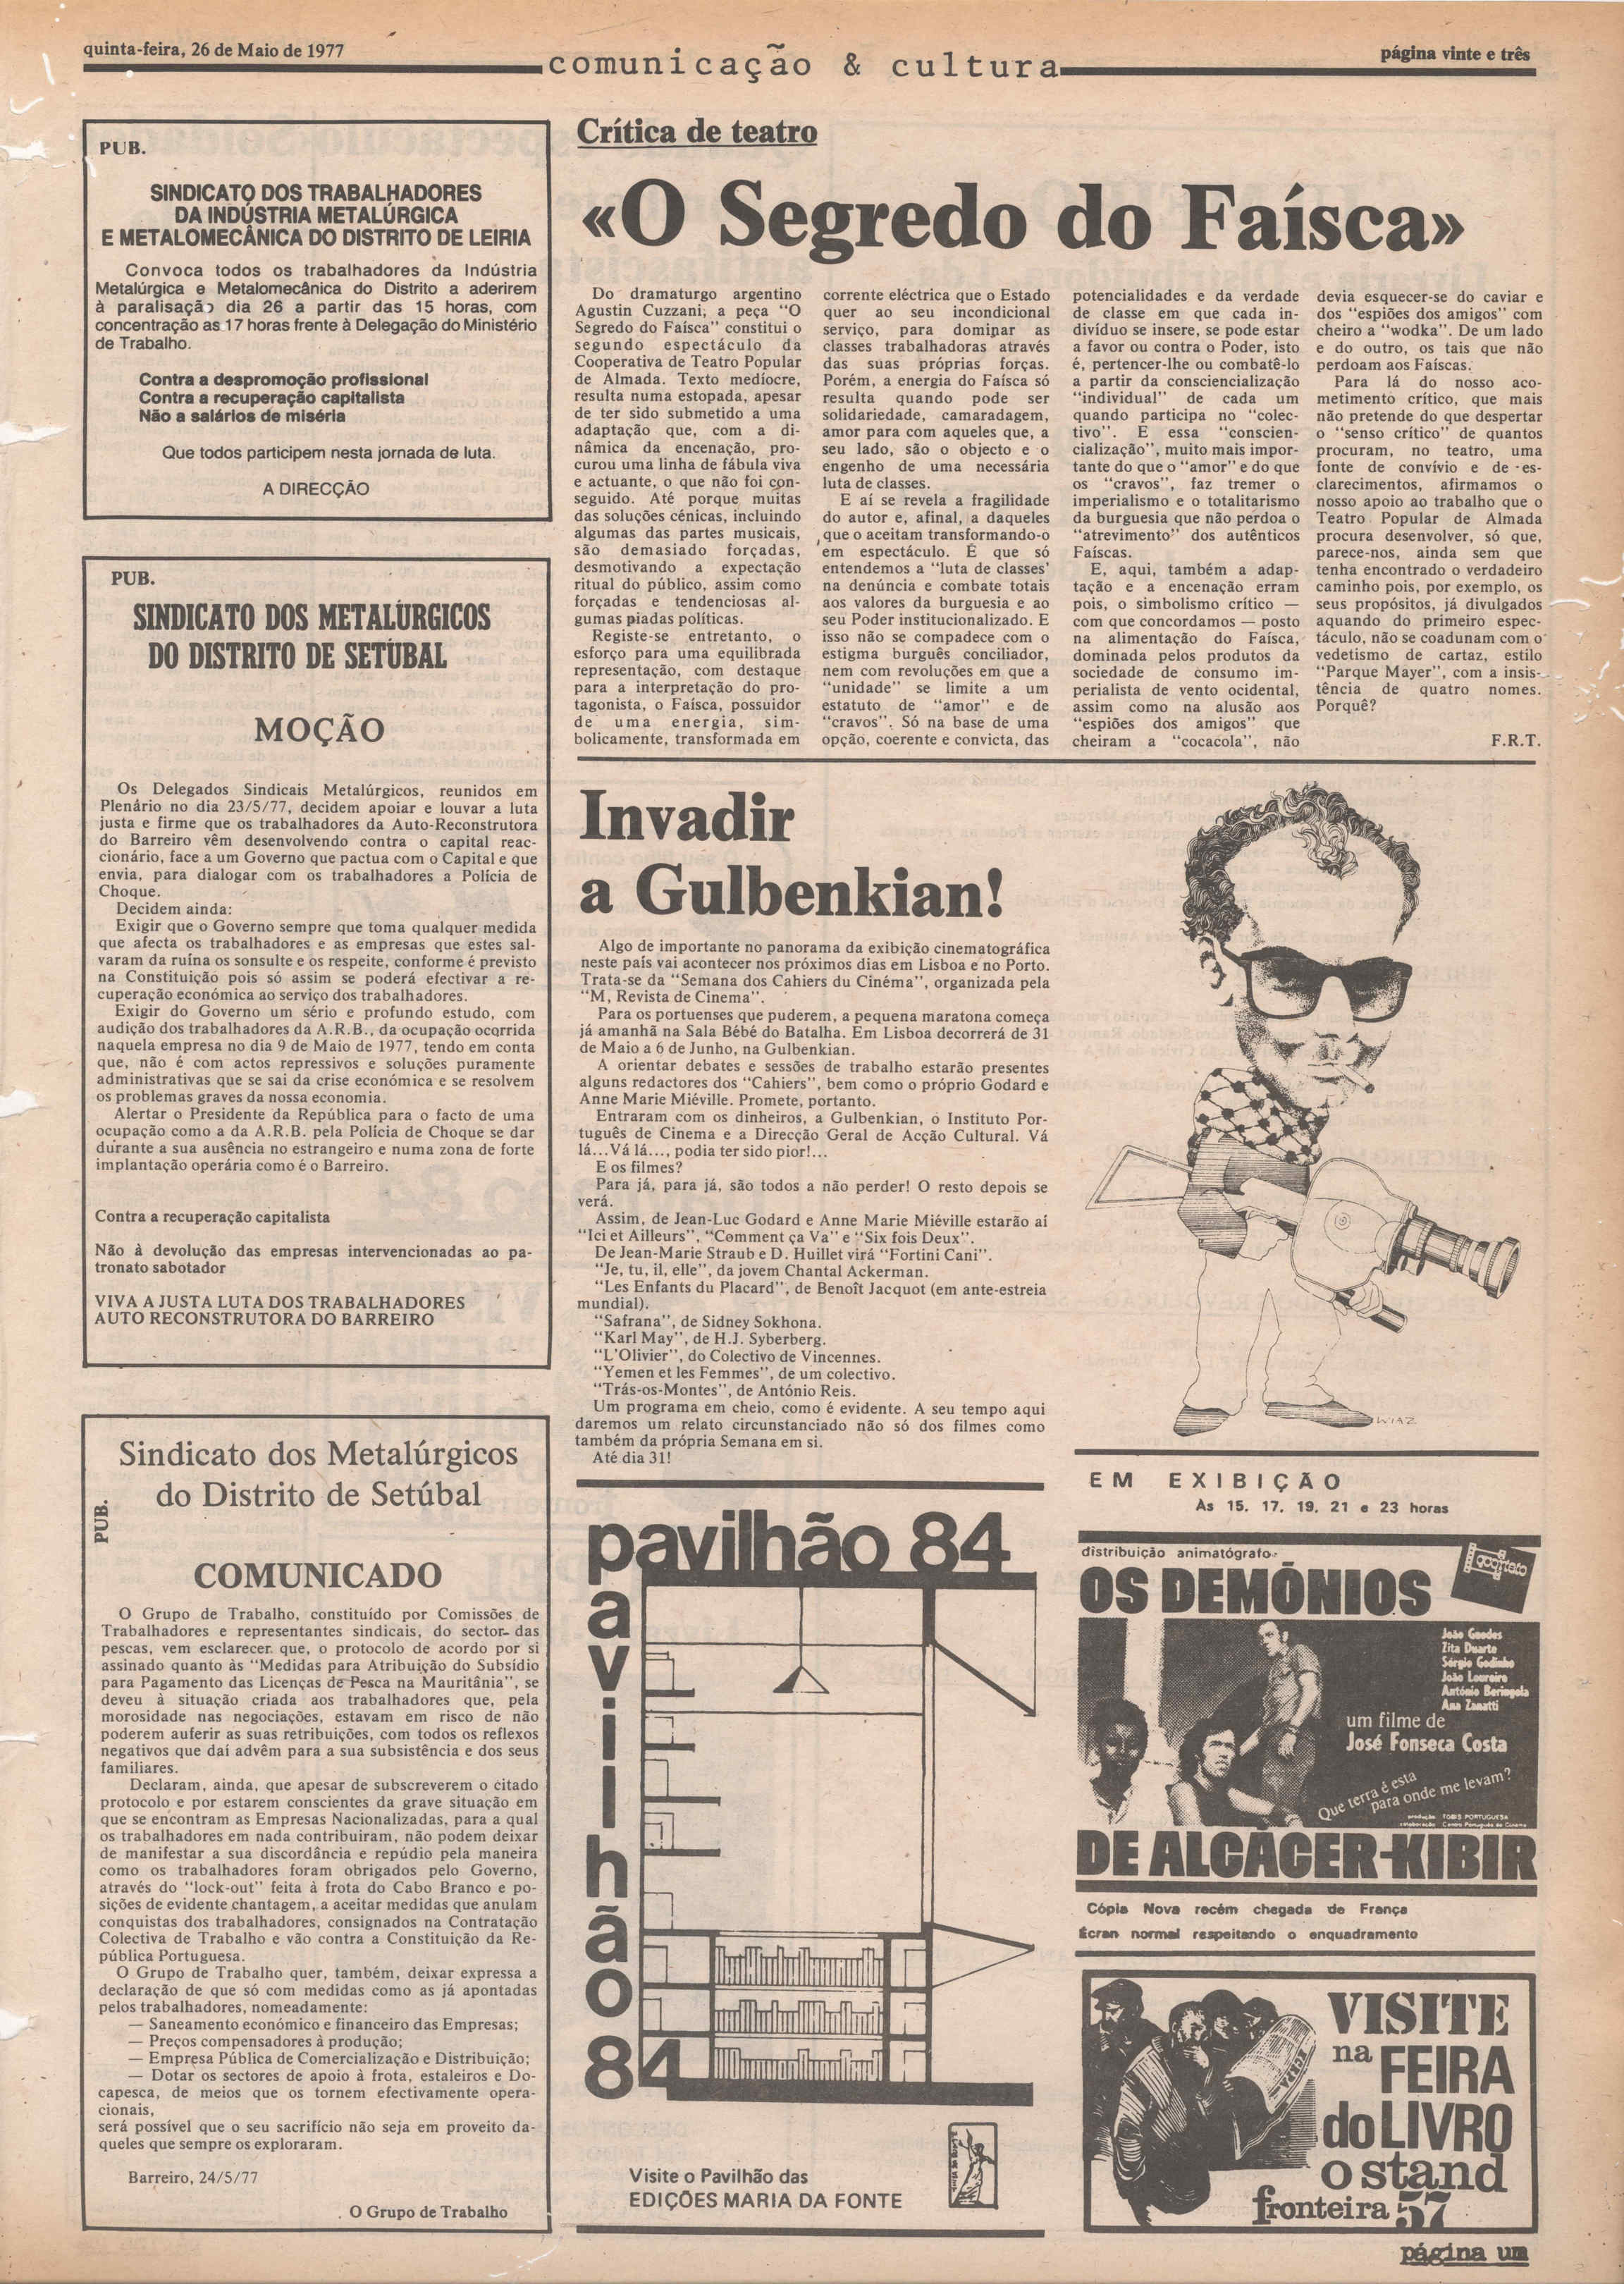 quinta-feira, 26 de Maio de 1977
comunicação & cultura
página vinte e três
PUB.
SINDICATO DOS TRABALHADORES
DA INDÚSTRIA METALÚRGICA
E METALOMECÂNICA DO DISTRITO DE LEIRIA
Convoca todos os trabalhadores da Indústria
Metalúrgica e Metalomecânica do Distrito a aderirem
à paralisação dia 26 a partir das 15 horas, com
concentração as 17 horas frente à Delegação do Ministério
de Trabalho.
Contra a despromoção profissional
Contra a recuperação capitalista
Não a salários de miséria
Que todos participem nesta jornada de luta.
A DIRECÇÃO
PUB.
SINDICATO DOS METALÚRGICOS
DO DISTRITO DE SETÚBAL
MOÇÃO
Os Delegados Sindicais Metalúrgicos, reunidos em
Plenário no dia 23/5/77, decidem apoiar e louvar a luta
justa e firme que os trabalhadores da Auto-Reconstrutora
do Barreiro vêm desenvolvendo contra o capital reac-
cionário, face a um Governo que pactua com o Capital e que
envia, para dialogar com os trabalhadores a Polícia de
Choque.
Decidem ainda:
Exigir que o Governo sempre que toma qualquer medida
que afecta os trabalhadores e as empresas que estes sal-
varam da ruína os sonsulte e os respeite, conforme é previsto
na Constituição pois só assim se poderá efectivar a re-
cuperação económica ao serviço dos trabalhadores.
Exigir do Governo um sério e profundo estudo, com
audição dos trabalhadores da A.R.B., da ocupação ocorrida
naquela empresa no dia 9 de Maio de 1977, tendo em conta
que, não é com actos repressivos e soluções puramente
administrativas que se sai da crise económica e se resolvem
os problemas graves da nossa economia.
Alertar o Presidente da República para o facto de uma
ocupação como a da A.R.B. pela Polícia de Choque se dar
durante a sua ausência no estrangeiro e numa zona de forte
implantação operária como é o Barreiro.
Contra a recuperação capitalista
Não à devolução das empresas intervencionadas ao pa-
tronato sabotador
VIVA A JUSTA LUTA DOS TRABALHADORES
AUTO RECONSTRUTORA DO BARREIRO
PUB.
Sindicato dos Metalúrgicos
do Distrito de Setúbal
COMUNICADO
O Grupo de Trabalho, constituído por Comissões de
Trabalhadores e representantes sindicais, do sector das
pescas, vem esclarecer que, o protocolo de acordo por si
assinado quanto às "Medidas para Atribuição do Subsídio
para Pagamento das Licenças de Pesca na Mauritânia", se
deveu à situação criada aos trabalhadores que, pela
morosidade nas negociações, estavam em risco de não
poderem auferir as suas retribuições, com todos os reflexos
negativos que daí advêm para a sua subsistência e dos seus
familiares.
Declaram, ainda, que apesar de subscreverem o citado
protocolo e por estarem conscientes da grave situação em
que se encontram as Empresas Nacionalizadas, para a qual
os trabalhadores em nada contribuiram, não podem deixar
de manifestar a sua discordância e repúdio pela maneira
como os trabalhadores foram obrigados pelo Governo,
através do "lock-out" feita à frota do Cabo Branco e po-
sições de evidente chantagem, a aceitar medidas que anulam
conquistas dos trabalhadores, consignados na Contratação
Colectiva de Trabalho e vão contra a Constituição da Re-
pública Portuguesa.
O Grupo de Trabalho quer, também, deixar expressa a
declaração de que só com medidas como as já apontadas
pelos trabalhadores, nomeadamente:
— Saneamento económico e financeiro das Empresas;
— Preços compensadores à produção;
— Empresa Pública de Comercialização e Distribuição;
— Dotar os sectores de apoio à frota, estaleiros e Do-
capesca, de meios que os tornem efectivamente opera-
cionais,
será possível que o seu sacrifício não seja em proveito da-
queles que sempre os exploraram.
Barreiro, 24/5/77
O Grupo de Trabalho
Crítica de teatro
«O Segredo do Faísca»
Do dramaturgo argentino
Agustin Cuzzani, a peça "O
Segredo do Faísca" constitui o
segundo espectáculo da
Cooperativa de Teatro Popular
de Almada. Texto medíocre,
resulta numa estopada, apesar
de ter sido submetido a uma
adaptação que, com a di-
nâmica da encenação, pro-
curou uma linha de fábula viva
e actuante, o que não foi con-
seguido. Até porque muitas
das soluções cénicas, incluindo
algumas das partes musicais,
são demasiado forçadas,
desmotivando a expectação
ritual do público, assim como
forçadas e tendenciosas al-
gumas piadas políticas.
Registe-se entretanto, o
esforço para uma equilibrada
representação, com destaque
para a interpretação do pro-
tagonista, o Faísca, possuidor
de uma energia, sim-
bolicamente, transformada em
corrente eléctrica que o Estado
quer ao seu incondicional
serviço, para dominar as
classes trabalhadoras através
das suas próprias forças.
Porém, a energia do Faísca só
resulta quando pode ser
solidariedade, camaradagem,
amor para com aqueles que, a
seu lado, são o objecto e o
engenho de uma necessária
luta de classes.
E aí se revela a fragilidade
do autor e, afinal, a daqueles
que o aceitam transformando-o
em espectáculo. É que só
entendemos a "luta de classes'
na denúncia e combate totais
aos valores da burguesia e ao
seu Poder institucionalizado. E
isso não se compadece com o
estigma burguês conciliador,
nem com revoluções em que a
"unidade" se limite a um
estatuto de "amor" e de
"cravos". Só na base de uma
opção, coerente e convicta, das
potencialidades e da verdade
de classe em que cada in-
divíduo se insere, se pode estar
a favor ou contra o Poder, isto
é, pertencer-lhe ou combatê-lo
a partir da consciencialização
"individual" de cada um
quando participa no "colec-
tivo". E essa "conscien-
cialização", muito mais impor-
tante do que o "amor" e do que
os "cravos", faz tremer o
imperialismo e o totalitarismo
da burguesia que não perdoa o
"atrevimento" dos autênticos
Faíscas.
E, aqui, também a adap-
tação e a encenação erram
pois, o simbolismo crítico —
com que concordamos — posto
na alimentação do Faísca,
dominada pelos produtos da
sociedade de consumo im-
perialista de vento ocidental,
assim como na alusão aos
"espiões dos amigos" que
cheiram a "cocacola", não
devia esquecer-se do caviar e
dos "espiões dos amigos" com
cheiro a "wodka". De um lado
e do outro, os tais que não
perdoam aos Faíscas.
Para lá do nosso aco-
metimento crítico, que mais
não pretende do que despertar
o "senso crítico" de quantos
procuram, no teatro, uma
fonte de convívio e de es-
clarecimentos, afirmamos o
nosso apoio ao trabalho que o
Teatro Popular de Almada
procura desenvolver, só que,
parece-nos, ainda sem que
tenha encontrado o verdadeiro
caminho pois, por exemplo, os
seus propósitos, já divulgados
aquando do primeiro espec-
táculo, não se coadunam com o
vedetismo de cartaz, estilo
"Parque Mayer", com a insis-
tência de quatro nomes.
Porquê?
F.R.T.
Invadir
a Gulbenkian!
Algo de importante no panorama da exibição cinematográfica
neste país vai acontecer nos próximos dias em Lisboa e no Porto.
Trata-se da "Semana dos Cahiers du Cinéma", organizada pela
"M, Revista de Cinema".
Para os portuenses que puderem, a pequena maratona começa
já amanhã na Sala Bébé do Batalha. Em Lisboa decorrerá de 31
de Maio a 6 de Junho, na Gulbenkian.
A orientar debates e sessões de trabalho estarão presentes
alguns redactores dos "Cahiers", bem como o próprio Godard e
Anne Marie Miéville. Promete, portanto.
Entraram com os dinheiros, a Gulbenkian, o Instituto Por-
tuguês de Cinema e a Direcção Geral de Acção Cultural. Vá
lá...Vá lá..., podia ter sido pior!...
E os filmes?
Para já, para já, são todos a não perder! O resto depois se
verá.
Assim, de Jean-Luc Godard e Anne Marie Miéville estarão aí
"Ici et Ailleurs", "Comment ça Va" e "Six fois Deux".
De Jean-Marie Straub e D. Huillet virá "Fortini Cani".
"Je, tu, il, elle", da jovem Chantal Ackerman.
"Les Enfants du Placard", de Benoît Jacquot (em ante-estreia
mundial).
"Safrana", de Sidney Sokhona.
"Karl May", de H.J. Syberberg.
"L'Olivier", do Colectivo de Vincennes.
"Yemen et les Femmes", de um colectivo.
"Trás-os-Montes", de António Reis.
Um programa em cheio, como é evidente. A seu tempo aqui
daremos um relato circunstanciado não só dos filmes como
também da própria Semana em si.
Até dia 31!
WIAZ
pavilhão 84
pavilhão
84
Visite o Pavilhão das
EDIÇÕES MARIA DA FONTE
EM EXIBIÇÃO
Às 15. 17. 19. 21 e 23 horas
distribuição animatógrafo
quarteto
OS DEMÓNIOS
João Guedes
Zita Duarte
Sérgio Godinho
João Loureiro
António Beringela
Ana Zanatti
um filme de
José Fonseca Costa
Que terra é esta
para onde me levam?
produção TOBIS PORTUGUESA
colaboração Centro Português de Cinema
DE ALCÁCER-KIBIR
Cópia Nova recém chegada de França
Écran normal respeitando o enquadramento
VISITE
na FEIRA
do LIVRO
o stand
fronteira 57
página um